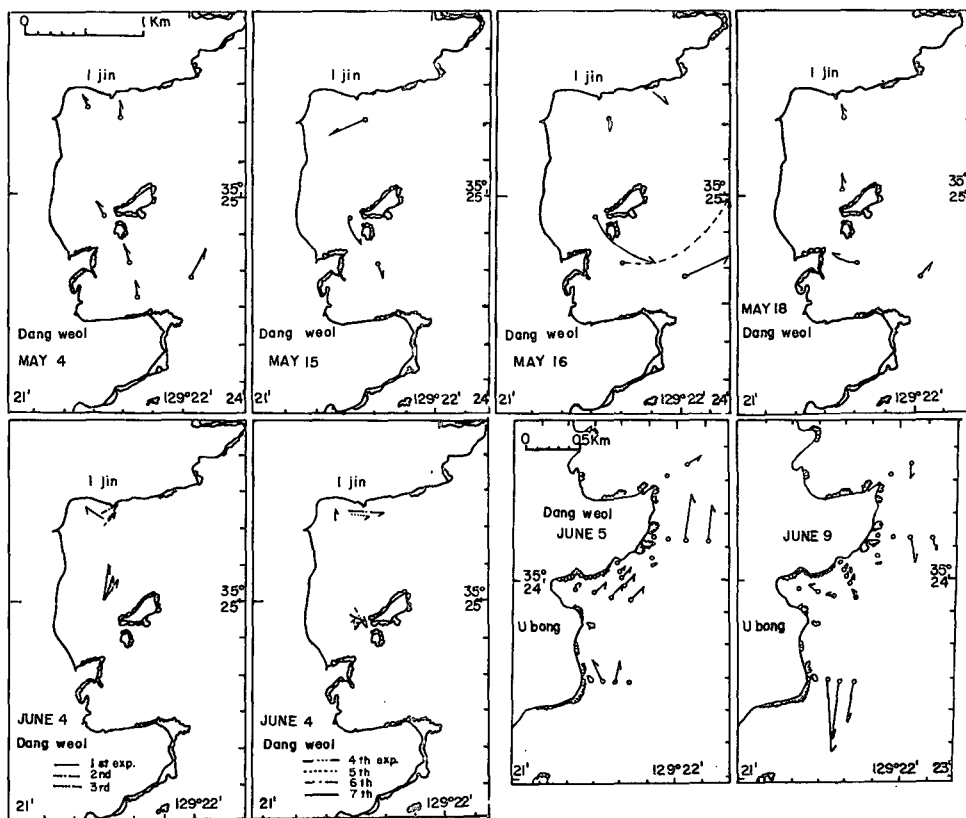 0 1 Km
I jin
35°
25'
Dang weol
MAY 4
21' 129° 22' 24'
I jin
35°
25'
Dang weol
MAY 15
21' 129° 22' 24'
I jin
35°
25'
Dang weol
MAY 16
21' 129° 22' 24'
I jin
35°
25'
MAY 18
Dang weol
21' 129° 22'
I jin
35°
25'
JUNE 4
Dang weol
1 st exp.
2nd
3rd
21' 129° 22'
I jin
35°
25'
JUNE 4
Dang weol
4 th exp.
5 th
6 th
7 th
21' 129° 22'
0 05Km
Dang weol
JUNE 5
35°
24'
U bong
21' 129° 22'
JUNE 9
35°
24'
U bong
21' 129° 22' 23'